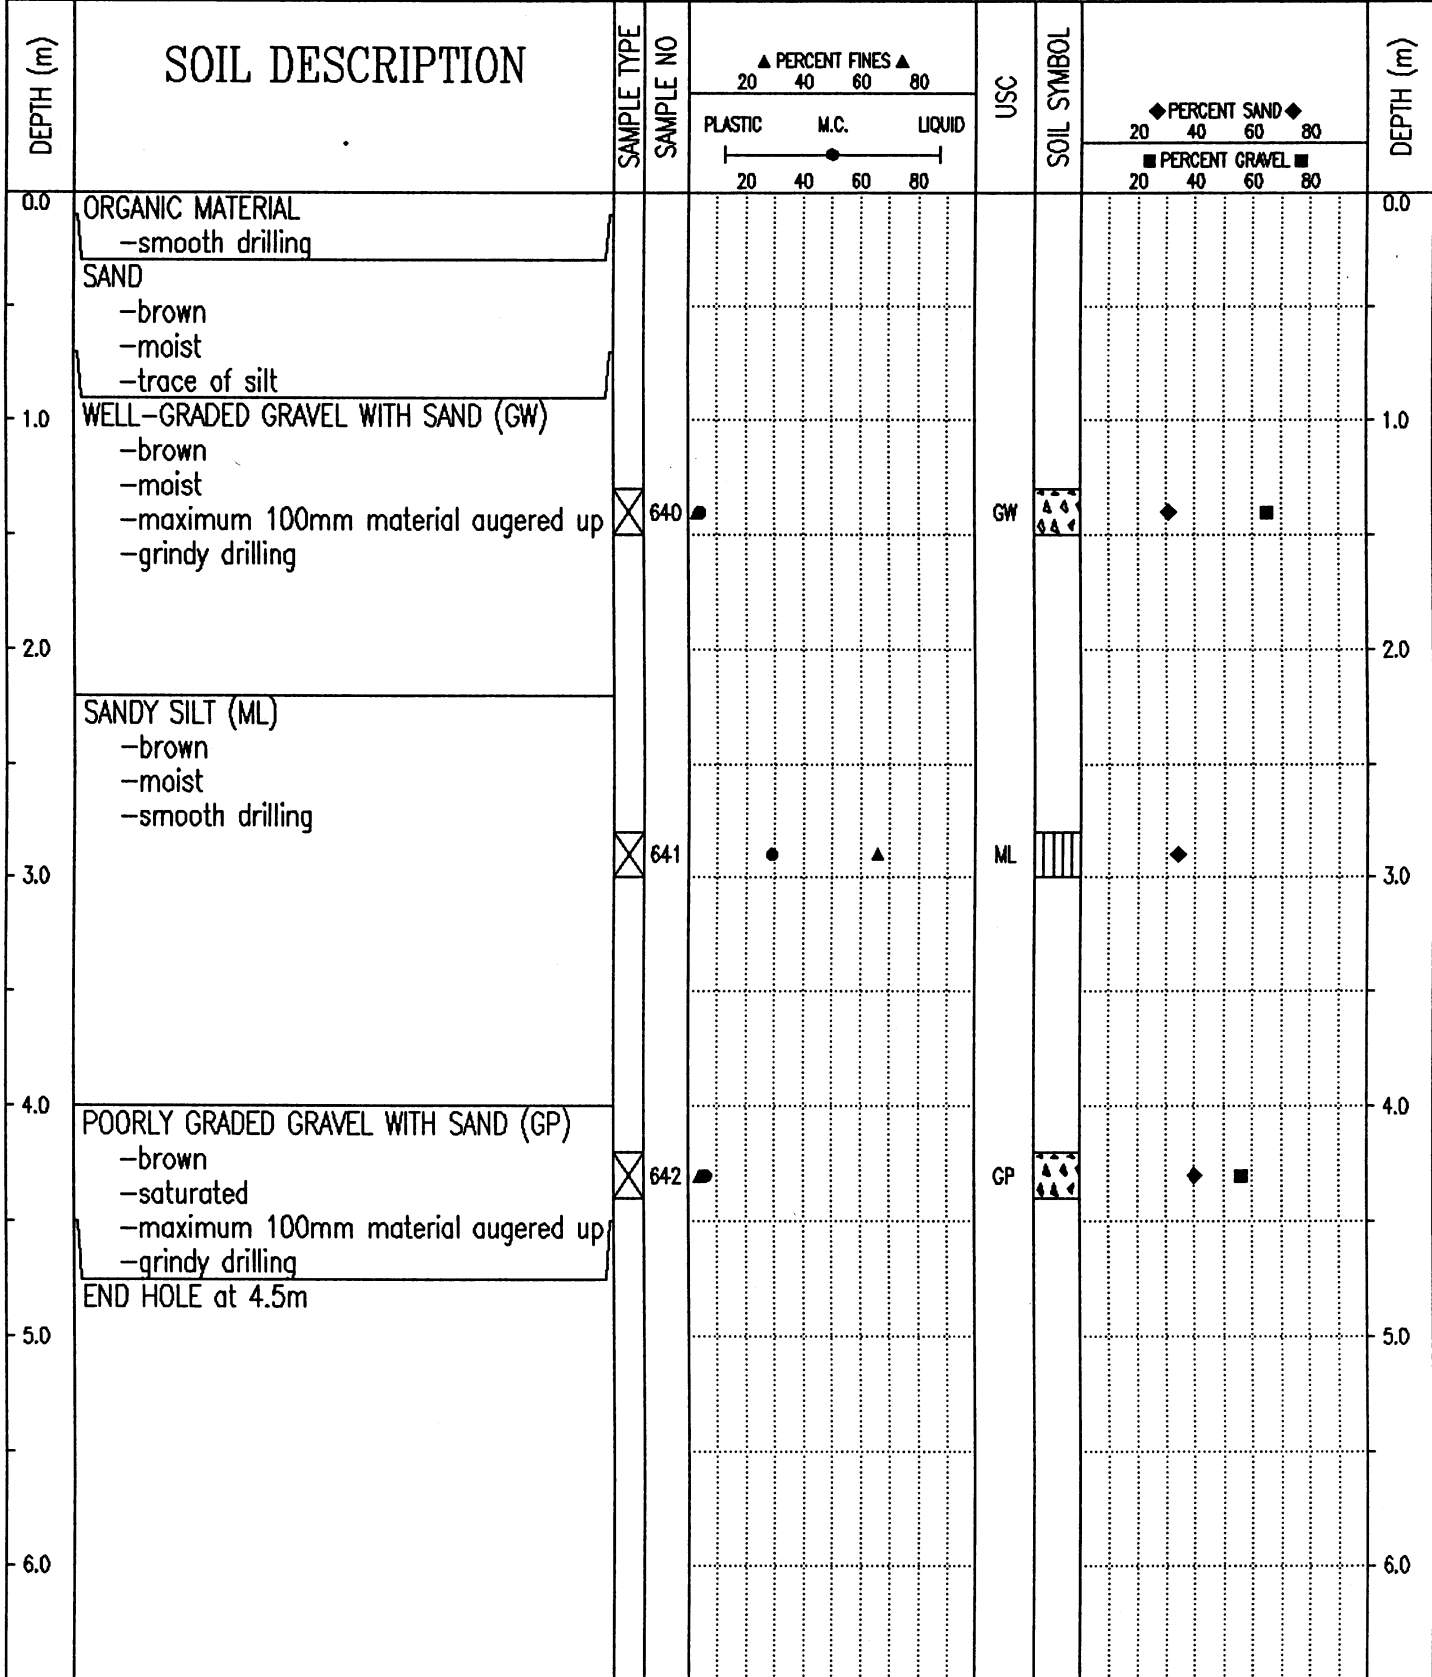 DEPTH (m)
SOIL DESCRIPTION
SAMPLE TYPE
SAMPLE NO
▲ PERCENT FINES ▲
20 40 60 80
PLASTIC M.C. LIQUID
20 40 60 80
USC
SOIL SYMBOL
◆PERCENT SAND◆
20 40 60 80
■ PERCENT GRAVEL ■
20 40 60 80
DEPTH (m)
0.0
ORGANIC MATERIAL
-smooth drilling
0.0
SAND
-brown
-moist
-trace of silt
1.0
WELL-GRADED GRAVEL WITH SAND (GW)
1.0
-brown
-moist
-maximum 100mm material augered up
640
GW
-grindy drilling
2.0
2.0
SANDY SILT (ML)
-brown
-moist
-smooth drilling
641
ML
3.0
3.0
4.0
4.0
POORLY GRADED GRAVEL WITH SAND (GP)
-brown
642
GP
-saturated
-maximum 100mm material augered up
-grindy drilling
END HOLE at 4.5m
5.0
5.0
6.0
6.0